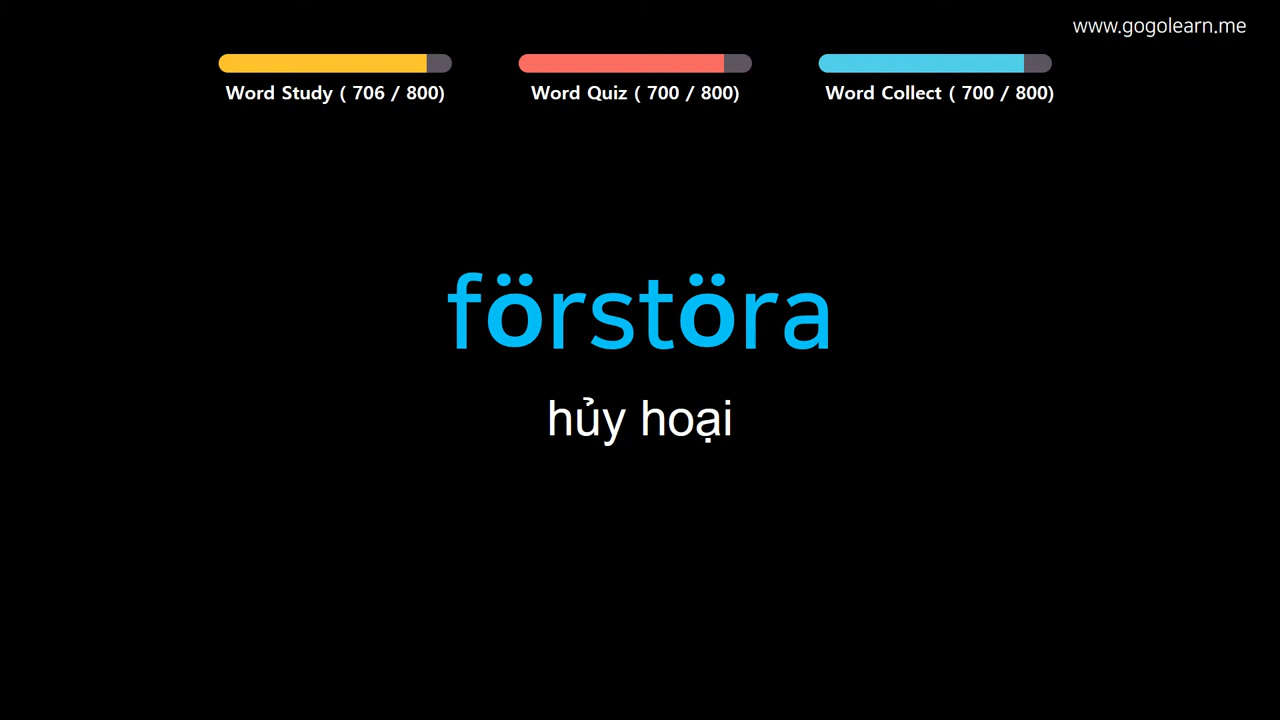 www.gogolearn.me
Word Study ( 706 / 800)
Word Quiz ( 700 / 800)
Word Collect ( 700 / 800)
förstöra
hủy hoại